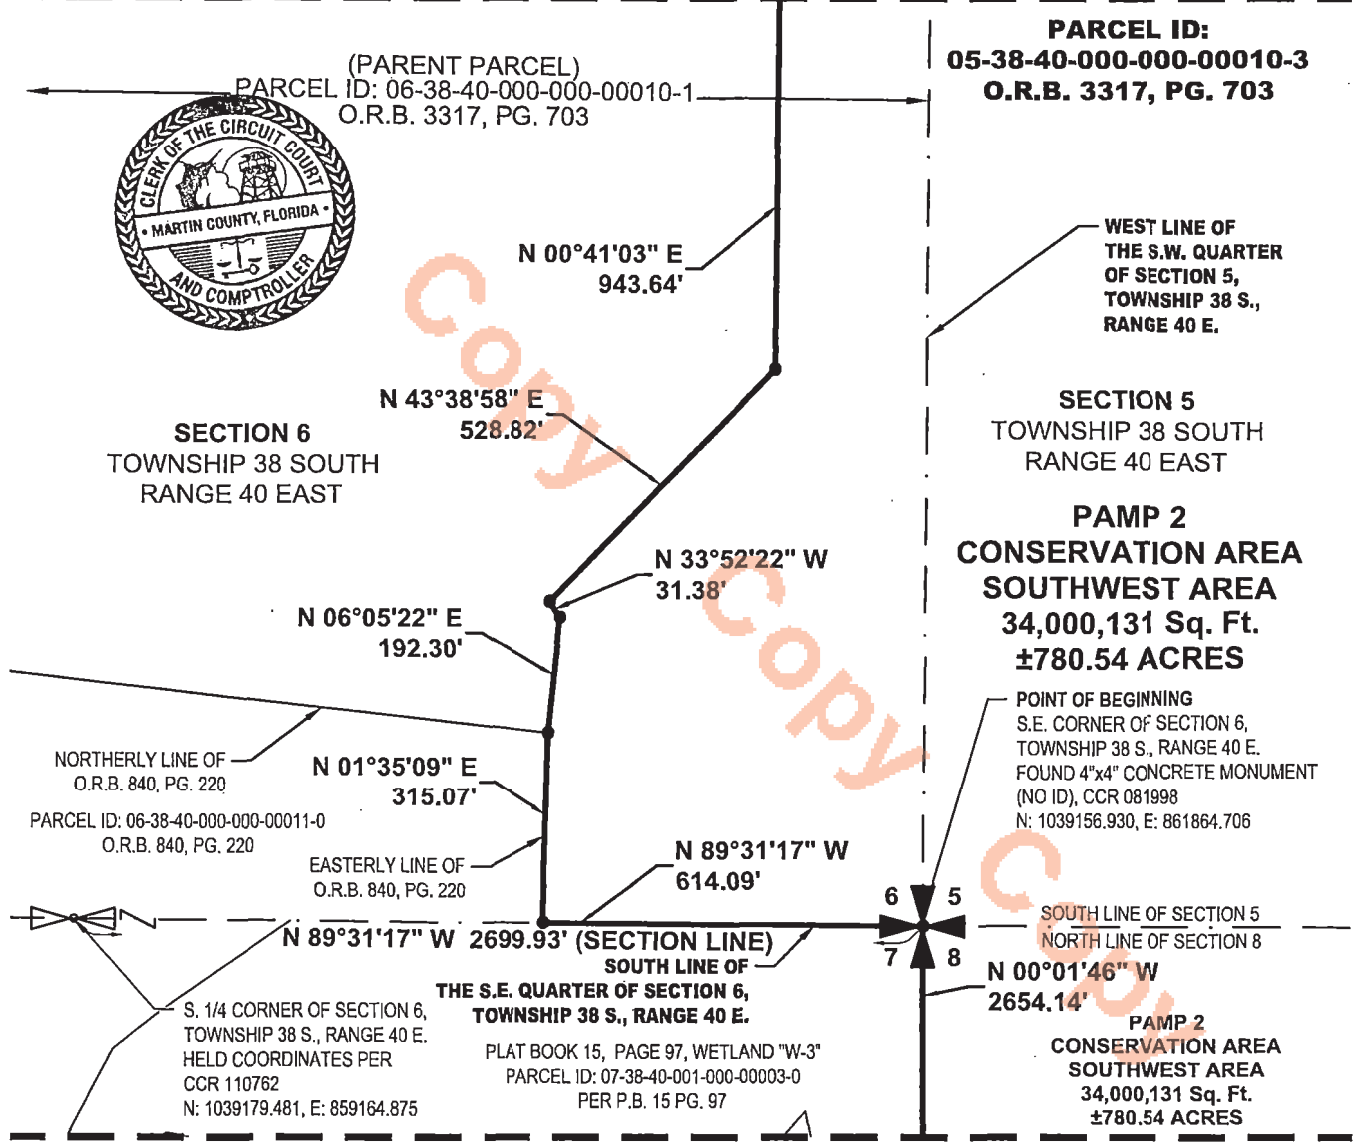 PARCEL ID:
05-38-40-000-000-00010-3
O.R.B. 3317, PG. 703
(PARENT PARCEL)
PARCEL ID: 06-38-40-000-000-00010-1
O.R.B. 3317, PG. 703
CLERK OF THE CIRCUIT COURT
• MARTIN COUNTY, FLORIDA •
AND COMPTROLLER
N 00°41'03" E
943.64'
WEST LINE OF
THE S.W. QUARTER
OF SECTION 5,
TOWNSHIP 38 S.,
RANGE 40 E.
Copy
N 43°38'58" E
528.82'
SECTION 6
TOWNSHIP 38 SOUTH
RANGE 40 EAST
SECTION 5
TOWNSHIP 38 SOUTH
RANGE 40 EAST
PAMP 2
CONSERVATION AREA
SOUTHWEST AREA
34,000,131 Sq. Ft.
±780.54 ACRES
N 33°52'22" W
31.38'
Copy
N 06°05'22" E
192.30'
POINT OF BEGINNING
S.E. CORNER OF SECTION 6,
TOWNSHIP 38 S., RANGE 40 E.
FOUND 4"x4" CONCRETE MONUMENT
(NO ID), CCR 081998
N: 1039156.930, E: 861864.706
NORTHERLY LINE OF
O.R.B. 840, PG. 220
N 01°35'09" E
315.07'
PARCEL ID: 06-38-40-000-000-00011-0
O.R.B. 840, PG. 220
EASTERLY LINE OF
O.R.B. 840, PG. 220
N 89°31'17" W
614.09'
Copy
6 5
7 8
SOUTH LINE OF SECTION 5
NORTH LINE OF SECTION 8
N 89°31'17" W 2699.93' (SECTION LINE)
SOUTH LINE OF
THE S.E. QUARTER OF SECTION 6,
TOWNSHIP 38 S., RANGE 40 E.
N 00°01'46" W
2654.14'
S. 1/4 CORNER OF SECTION 6,
TOWNSHIP 38 S., RANGE 40 E.
HELD COORDINATES PER
CCR 110762
N: 1039179.481, E: 859164.875
PLAT BOOK 15, PAGE 97, WETLAND "W-3"
PARCEL ID: 07-38-40-001-000-00003-0
PER P.B. 15 PG. 97
PAMP 2
CONSERVATION AREA
SOUTHWEST AREA
34,000,131 Sq. Ft.
±780.54 ACRES